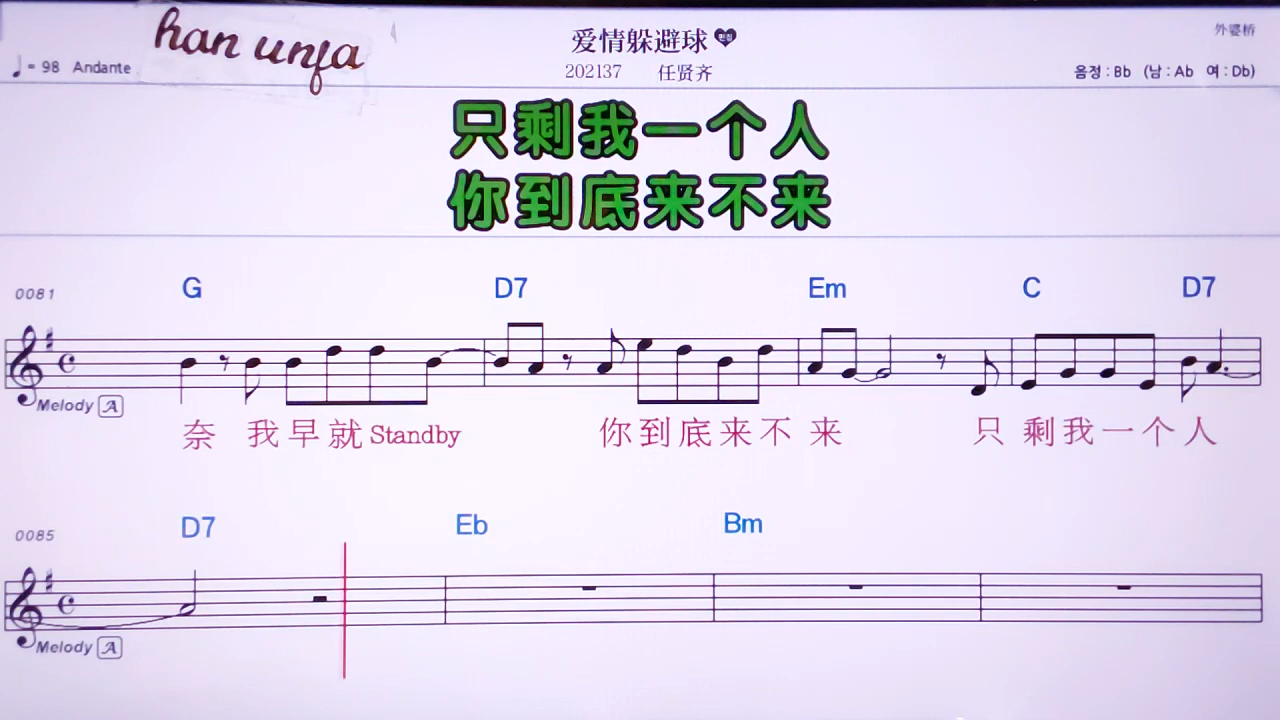 han unfa
爱情躲避球
外婆桥
♩= 98 Andante
202137 任贤齐
음정 : Bb (남 : Ab 여 : Db)
只剩我一个人
你到底来不来
0081 G D7 Em C D7
Melody A
奈 我早就 Standby 你到底来不 来 只 剩我一个人
0085 D7 Eb Bm
Melody A